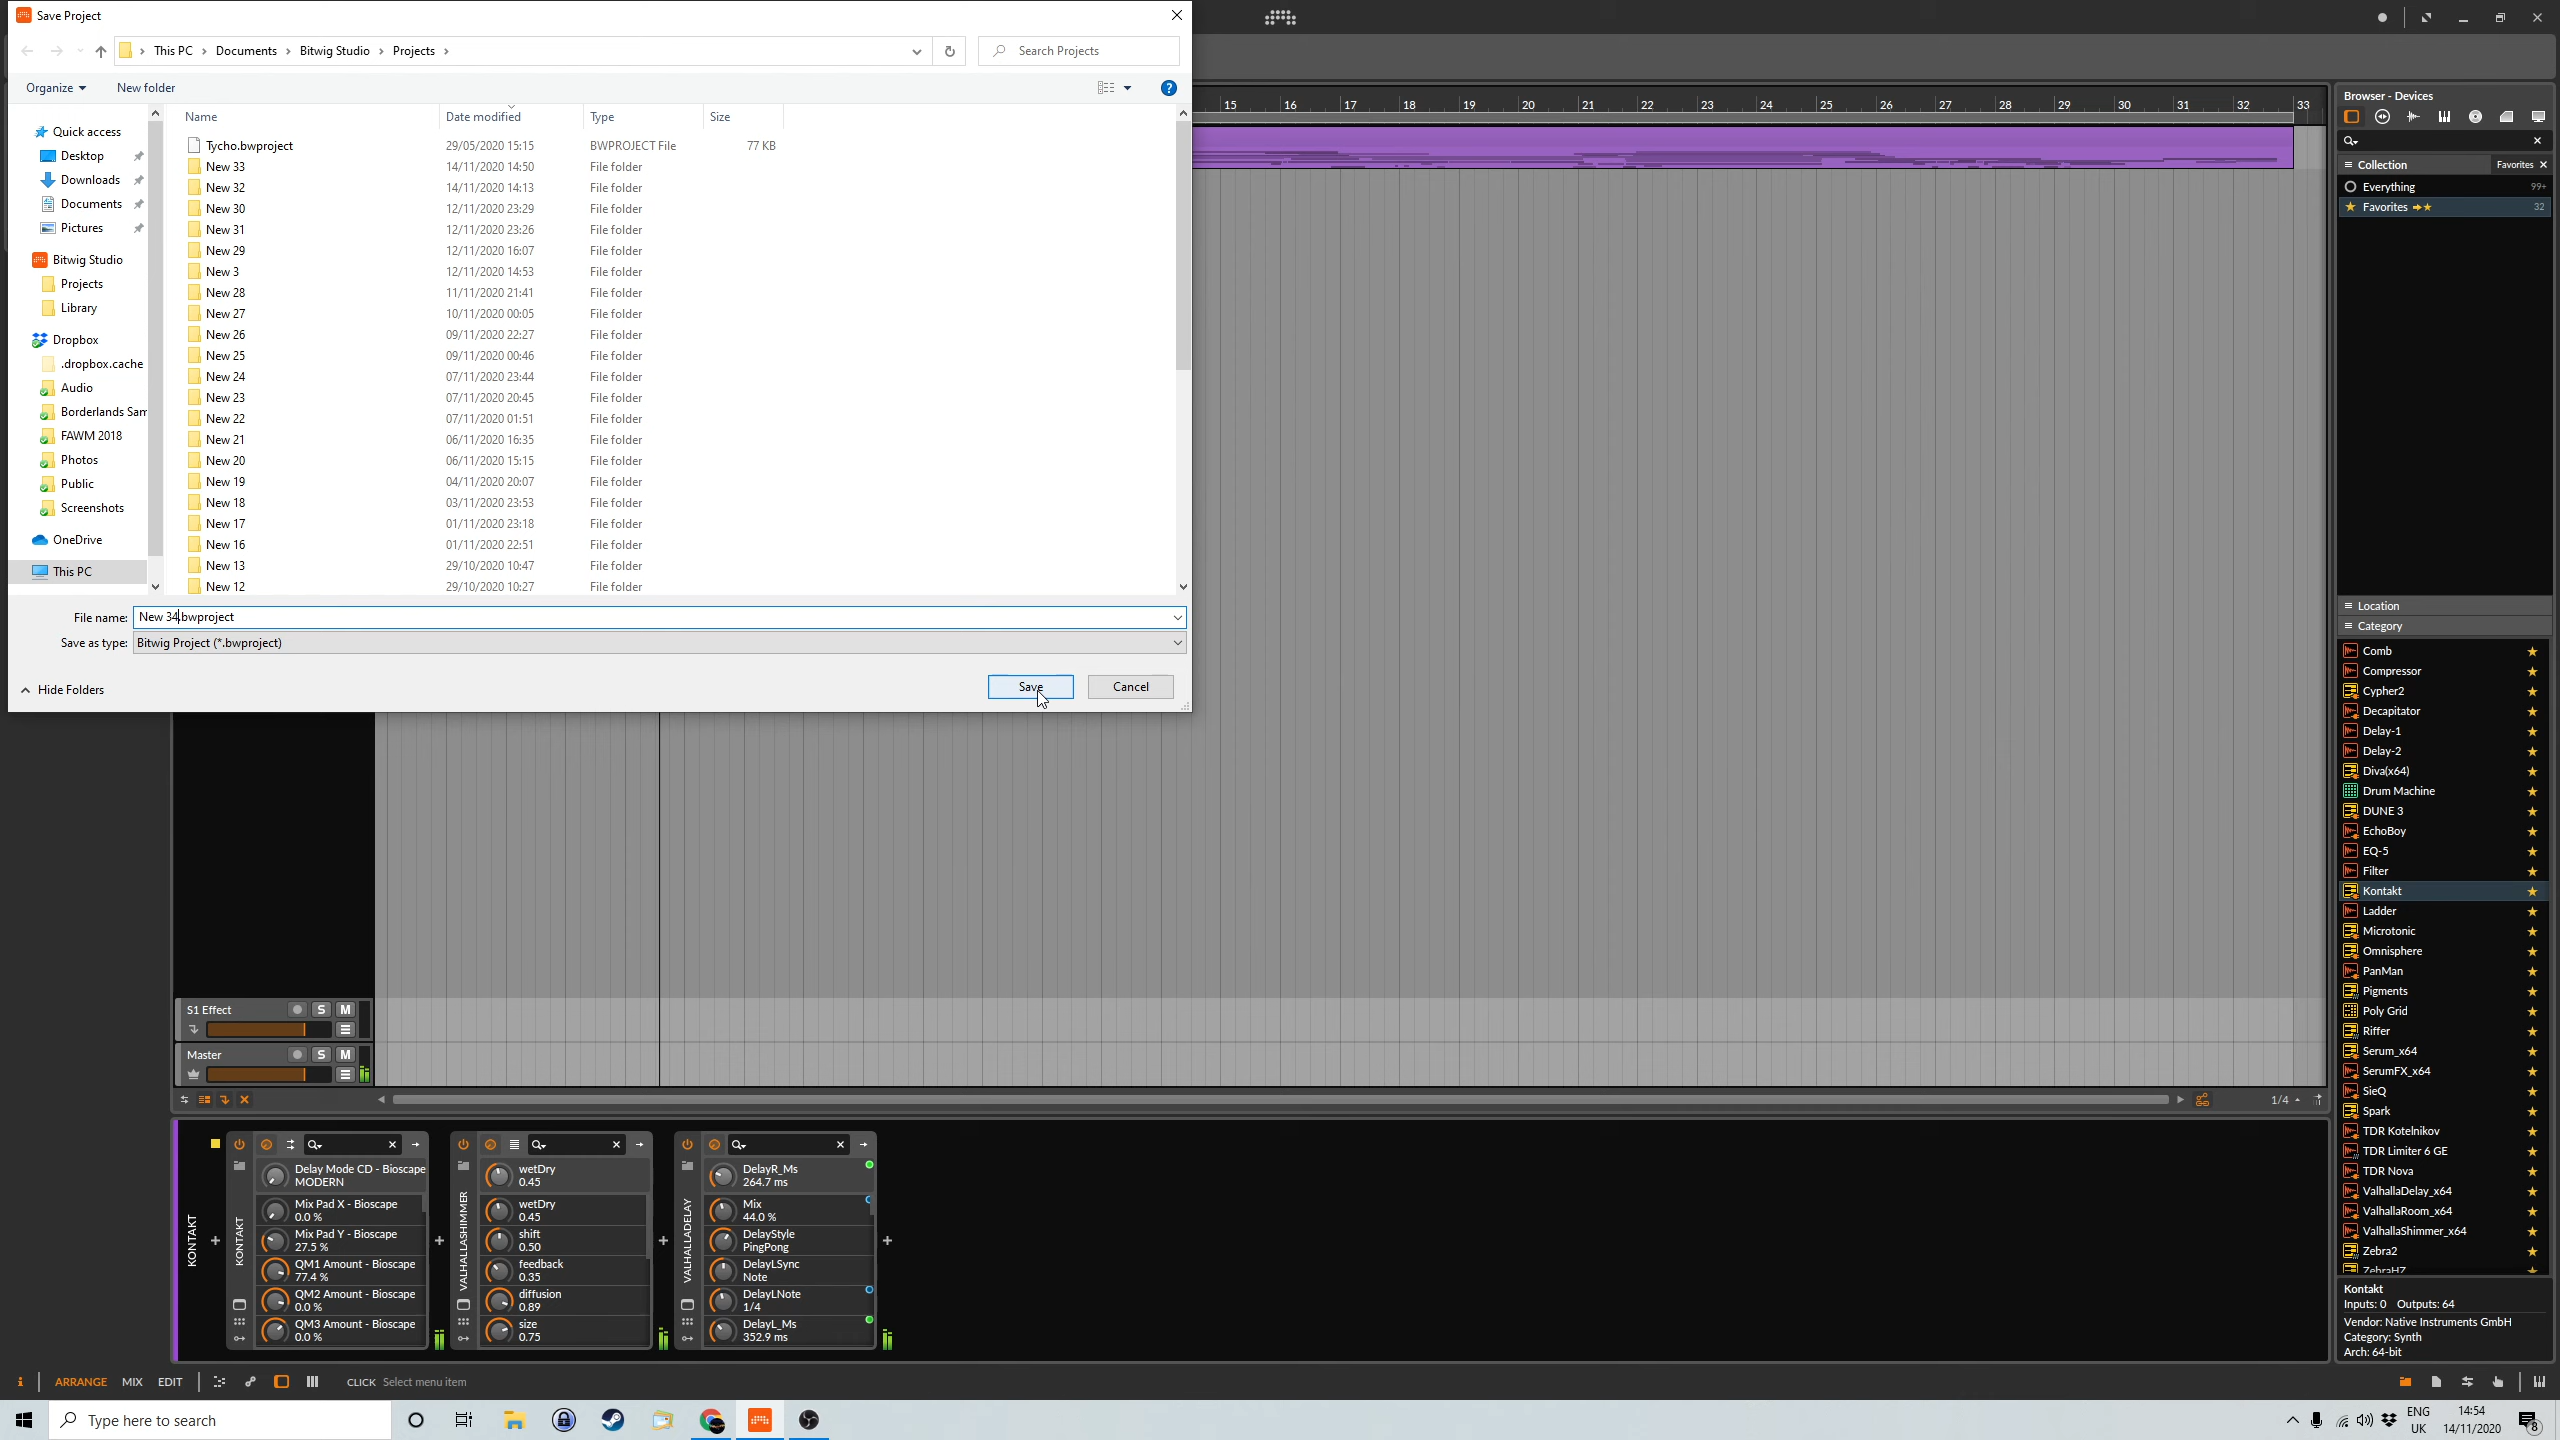 Save Project
This PC › Documents › Bitwig Studio › Projects ›
Search Projects
Organize
New folder
Name Date modified Type Size
Quick access
Desktop
Downloads
Documents
Pictures
Bitwig Studio
Projects
Library
Dropbox
.dropbox.cache
Audio
Borderlands Sam
FAWM 2018
Photos
Public
Screenshots
OneDrive
This PC
Tycho.bwproject 29/05/2020 15:15 BWPROJECT File 77 KB
New 33 14/11/2020 14:50 File folder
New 32 14/11/2020 14:13 File folder
New 30 12/11/2020 23:29 File folder
New 31 12/11/2020 23:26 File folder
New 29 12/11/2020 16:07 File folder
New 3 12/11/2020 14:53 File folder
New 28 11/11/2020 21:41 File folder
New 27 10/11/2020 00:05 File folder
New 26 09/11/2020 22:27 File folder
New 25 09/11/2020 00:46 File folder
New 24 07/11/2020 23:44 File folder
New 23 07/11/2020 20:45 File folder
New 22 07/11/2020 01:51 File folder
New 21 06/11/2020 16:35 File folder
New 20 06/11/2020 15:15 File folder
New 19 04/11/2020 20:07 File folder
New 18 03/11/2020 23:53 File folder
New 17 01/11/2020 23:18 File folder
New 16 01/11/2020 22:51 File folder
New 13 29/10/2020 10:47 File folder
New 12 29/10/2020 10:27 File folder
File name: New 34.bwproject
Save as type: Bitwig Project (*.bwproject)
Hide Folders
Save
Cancel
15 16 17 18 19 20 21 22 23 24 25 26 27 28 29 30 31 32 33
Browser - Devices
Collection Favorites
Everything 99+
Favorites 32
Location
Category
Comb
Compressor
Cypher2
Decapitator
Delay-1
Delay-2
Diva(x64)
Drum Machine
DUNE 3
EchoBoy
EQ-5
Filter
Kontakt
Ladder
Microtonic
Omnisphere
PanMan
Pigments
Poly Grid
Riffer
Serum_x64
SerumFX_x64
SieQ
Spark
TDR Kotelnikov
TDR Limiter 6 GE
TDR Nova
ValhallaDelay_x64
ValhallaRoom_x64
ValhallaShimmer_x64
Zebra2
ZebraHZ
Kontakt
Inputs: 0 Outputs: 64
Vendor: Native Instruments GmbH
Category: Synth
Arch: 64-bit
S1 Effect
S M
Master
S M
1/4
KONTAKT
KONTAKT
Delay Mode CD - Bioscape
MODERN
Mix Pad X - Bioscape
0.0 %
Mix Pad Y - Bioscape
27.5 %
QM1 Amount - Bioscape
77.4 %
QM2 Amount - Bioscape
0.0 %
QM3 Amount - Bioscape
0.0 %
VALHALLASHIMMER
wetDry
0.45
wetDry
0.45
shift
0.50
feedback
0.35
diffusion
0.89
size
0.75
VALHALLADELAY
DelayR_Ms
264.7 ms
Mix
44.0 %
DelayStyle
PingPong
DelayLSync
Note
DelayLNote
1/4
DelayL_Ms
352.9 ms
i
ARRANGE MIX EDIT
CLICK Select menu item
Type here to search
ENG
UK
14:54
14/11/2020
8